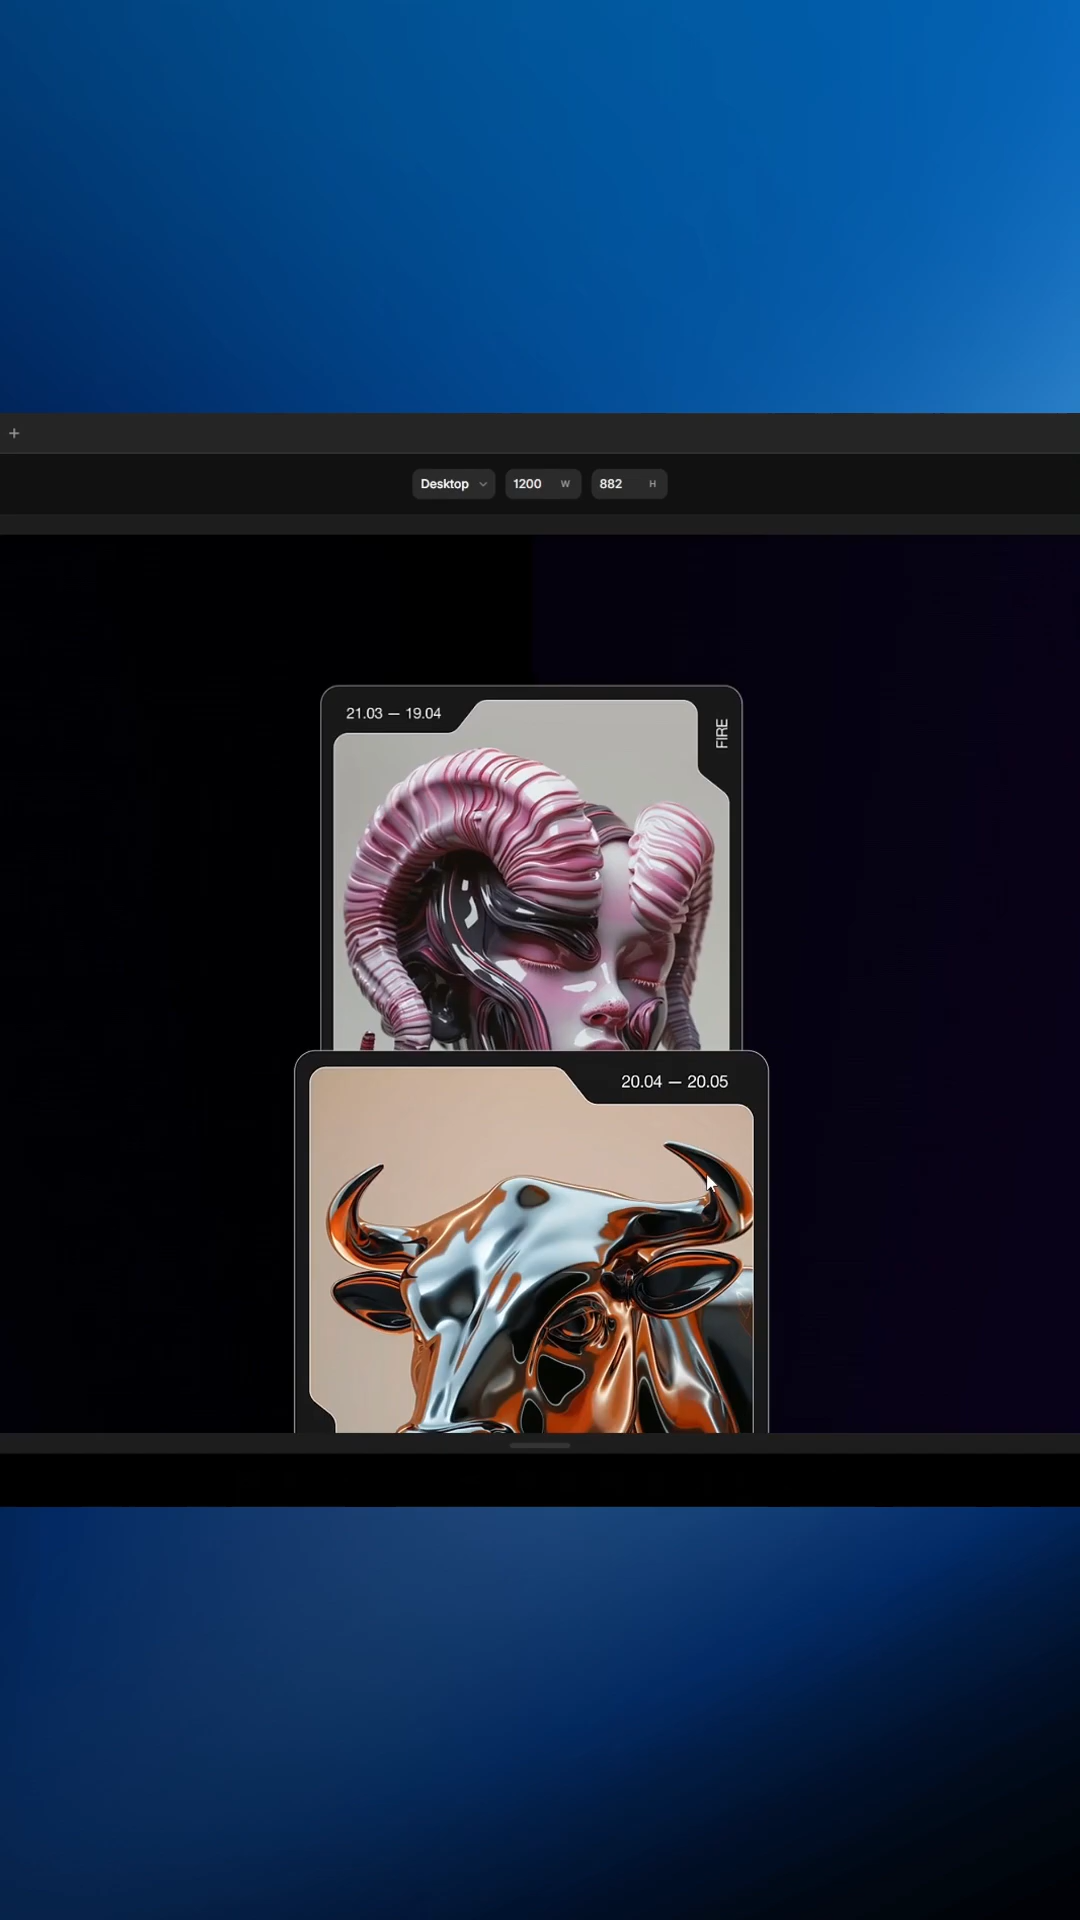 +
Desktop
1200 W
882 H
21.03 — 19.04
FIRE
20.04 — 20.05